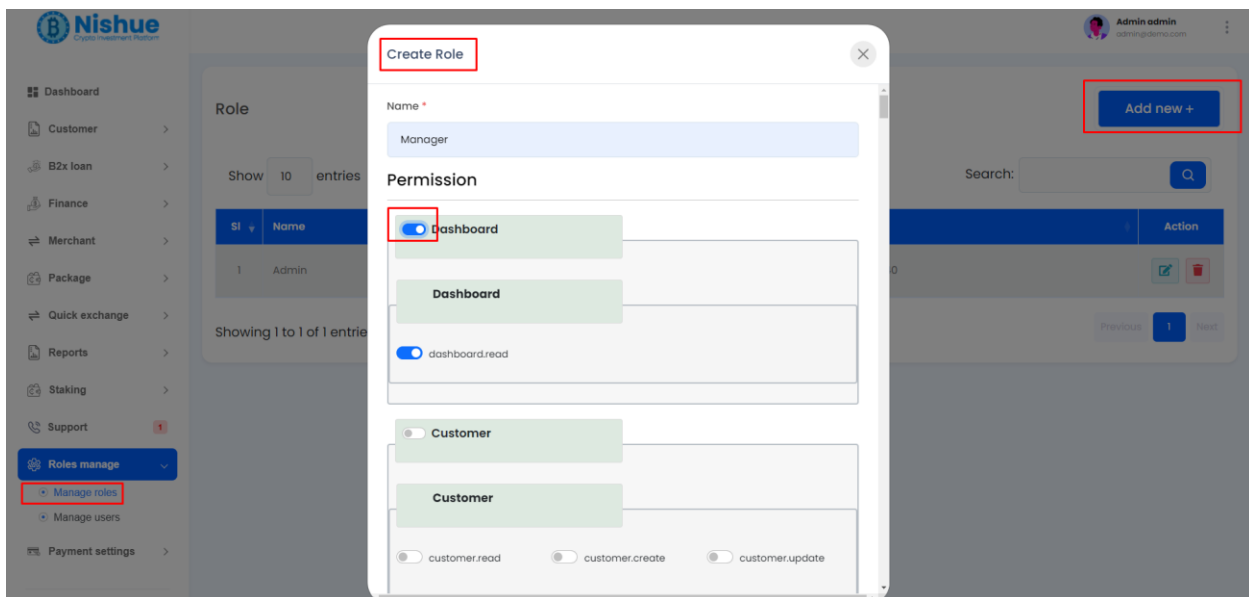 Nishue
Crypto Investment Platform
Admin admin
admin@demo.com
Dashboard
Customer
B2x loan
Finance
Merchant
Package
Quick exchange
Reports
Staking
Support 1
Roles manage
Manage roles
Manage users
Payment settings
Role
Add new +
Show 10 entries
Search:
Sl Name Action
1 Admin
Showing 1 to 1 of 1 entrie
Previous 1 Next
Create Role
Name *
Manager
Permission
Dashboard
Dashboard
dashboard.read
Customer
Customer
customer.read customer.create customer.update